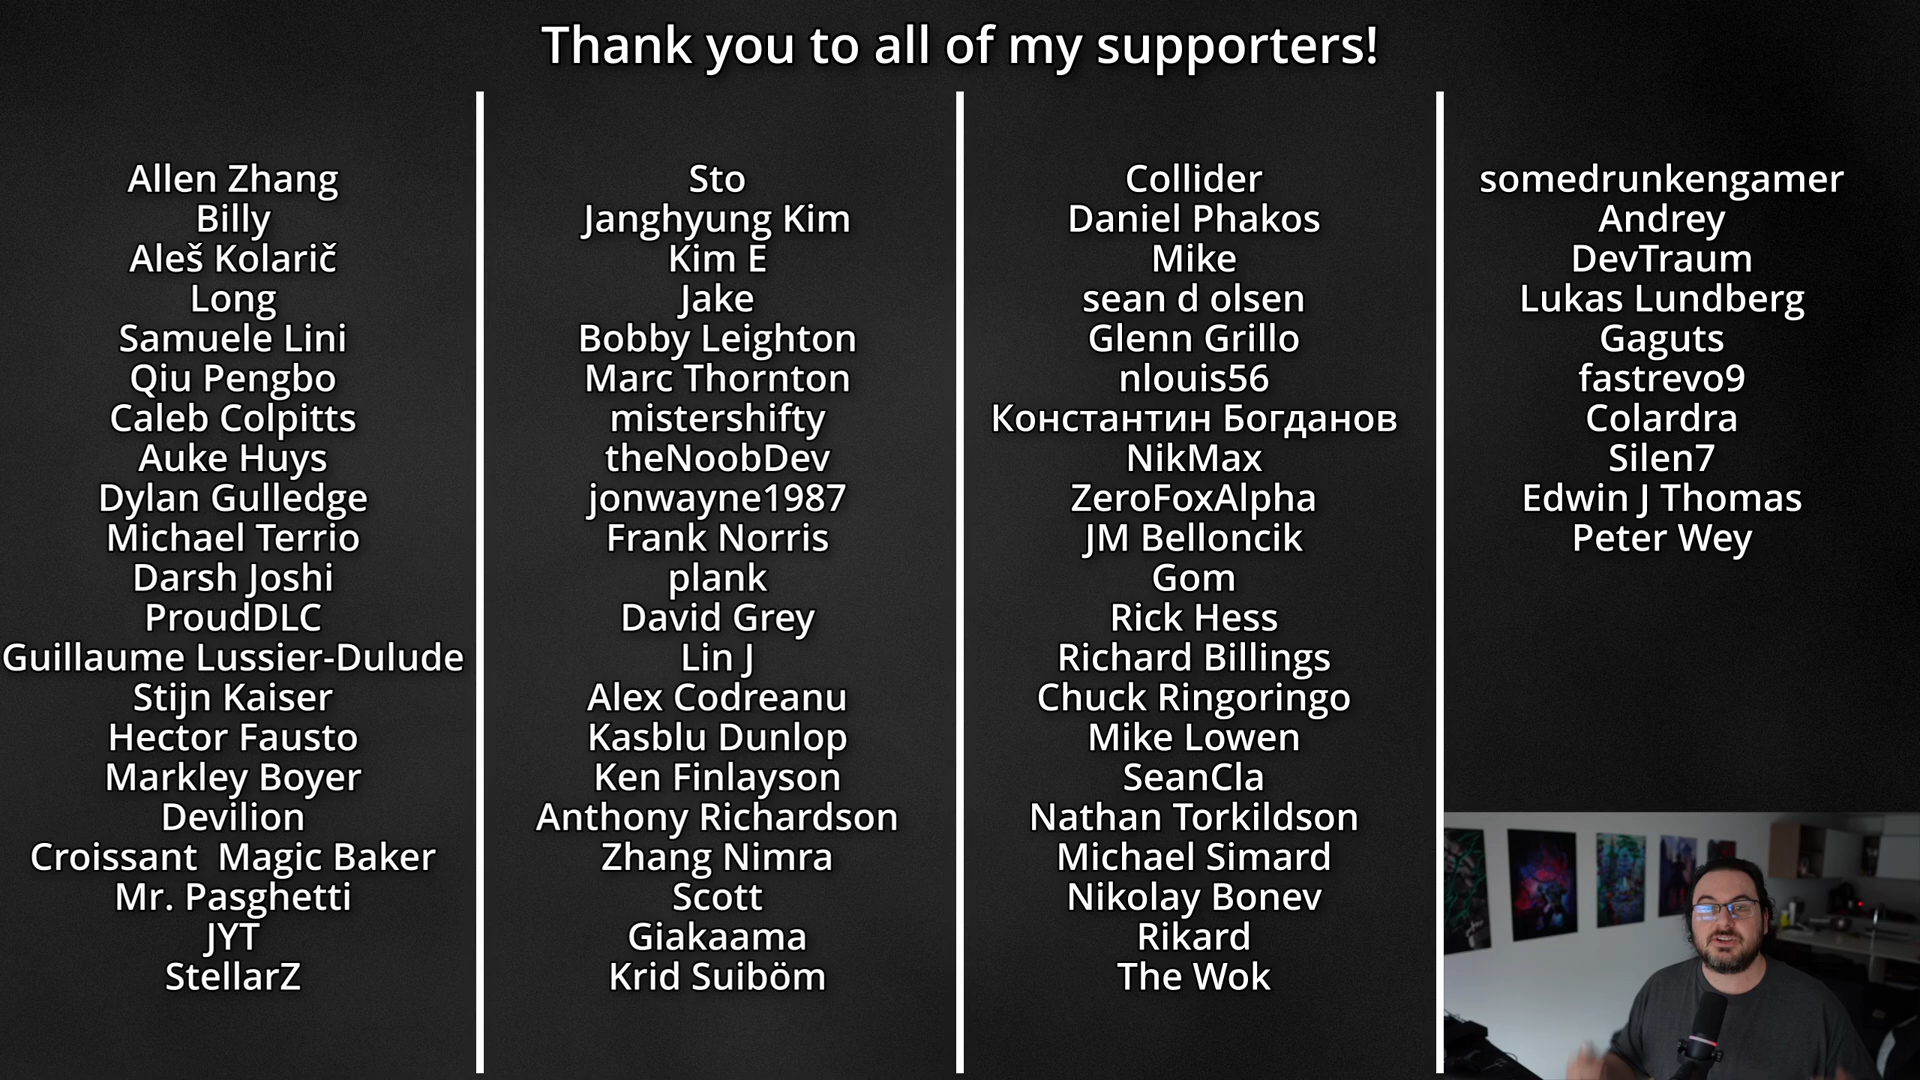 Thank you to all of my supporters!
Allen Zhang
Billy
Aleš Kolarič
Long
Samuele Lini
Qiu Pengbo
Caleb Colpitts
Auke Huys
Dylan Gulledge
Michael Terrio
Darsh Joshi
ProudDLC
Guillaume Lussier-Dulude
Stijn Kaiser
Hector Fausto
Markley Boyer
Devilion
Croissant  Magic Baker
Mr. Pasghetti
JYT
StellarZ
Sto
Janghyung Kim
Kim E
Jake
Bobby Leighton
Marc Thornton
mistershifty
theNoobDev
jonwayne1987
Frank Norris
plank
David Grey
Lin J
Alex Codreanu
Kasblu Dunlop
Ken Finlayson
Anthony Richardson
Zhang Nimra
Scott
Giakaama
Krid Suiböm
Collider
Daniel Phakos
Mike
sean d olsen
Glenn Grillo
nlouis56
Константин Богданов
NikMax
ZeroFoxAlpha
JM Belloncik
Gom
Rick Hess
Richard Billings
Chuck Ringoringo
Mike Lowen
SeanCla
Nathan Torkildson
Michael Simard
Nikolay Bonev
Rikard
The Wok
somedrunkengamer
Andrey
DevTraum
Lukas Lundberg
Gaguts
fastrevo9
Colardra
Silen7
Edwin J Thomas
Peter Wey